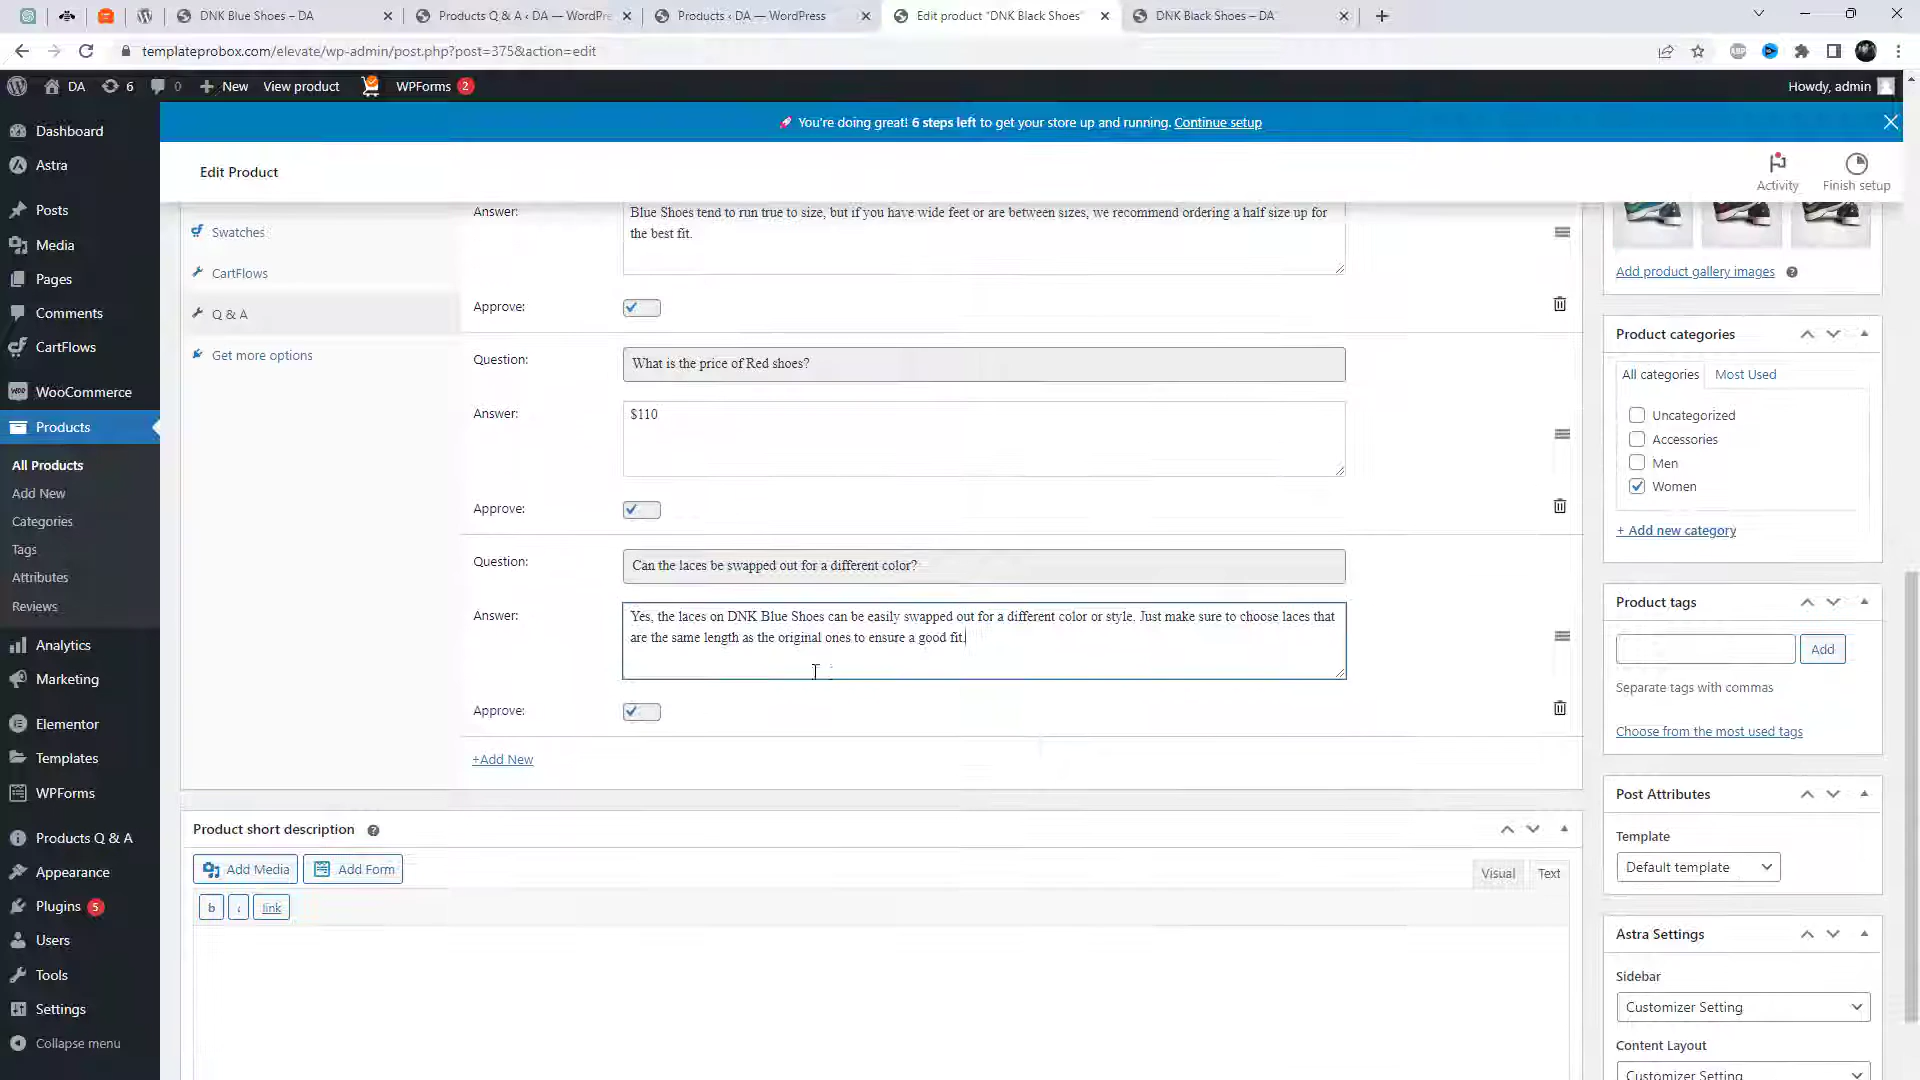 DNK Blue Shoes – DA
Products Q & A ‹ DA — WordPre
Products ‹ DA — WordPress
Edit product "DNK Black Shoes"
DNK Black Shoes – DA
templateprobox.com/elevate/wp-admin/post.php?post=375&action=edit
DA
6
0
New
View product
WPForms 2
Howdy, admin
You're doing great! 6 steps left to get your store up and running. Continue setup
Edit Product
Activity
Finish setup
Dashboard
Astra
Posts
Media
Pages
Comments
CartFlows
WooCommerce
Products
All Products
Add New
Categories
Tags
Attributes
Reviews
Analytics
Marketing
Elementor
Templates
WPForms
Products Q & A
Appearance
Plugins 5
Users
Tools
Settings
Collapse menu
Swatches
CartFlows
Q & A
Get more options
Answer:
Blue Shoes tend to run true to size, but if you have wide feet or are between sizes, we recommend ordering a half size up for
the best fit.
Approve:
Question:
What is the price of Red shoes?
Answer:
$110
Approve:
Question:
Can the laces be swapped out for a different color?
Answer:
Yes, the laces on DNK Blue Shoes can be easily swapped out for a different color or style. Just make sure to choose laces that
are the same length as the original ones to ensure a good fit.
Approve:
+Add New
Product short description
Add Media
Add Form
Visual
Text
b
i
link
Add product gallery images
Product categories
All categories
Most Used
Uncategorized
Accessories
Men
Women
+ Add new category
Product tags
Add
Separate tags with commas
Choose from the most used tags
Post Attributes
Template
Default template
Astra Settings
Sidebar
Customizer Setting
Content Layout
Customizer Setting